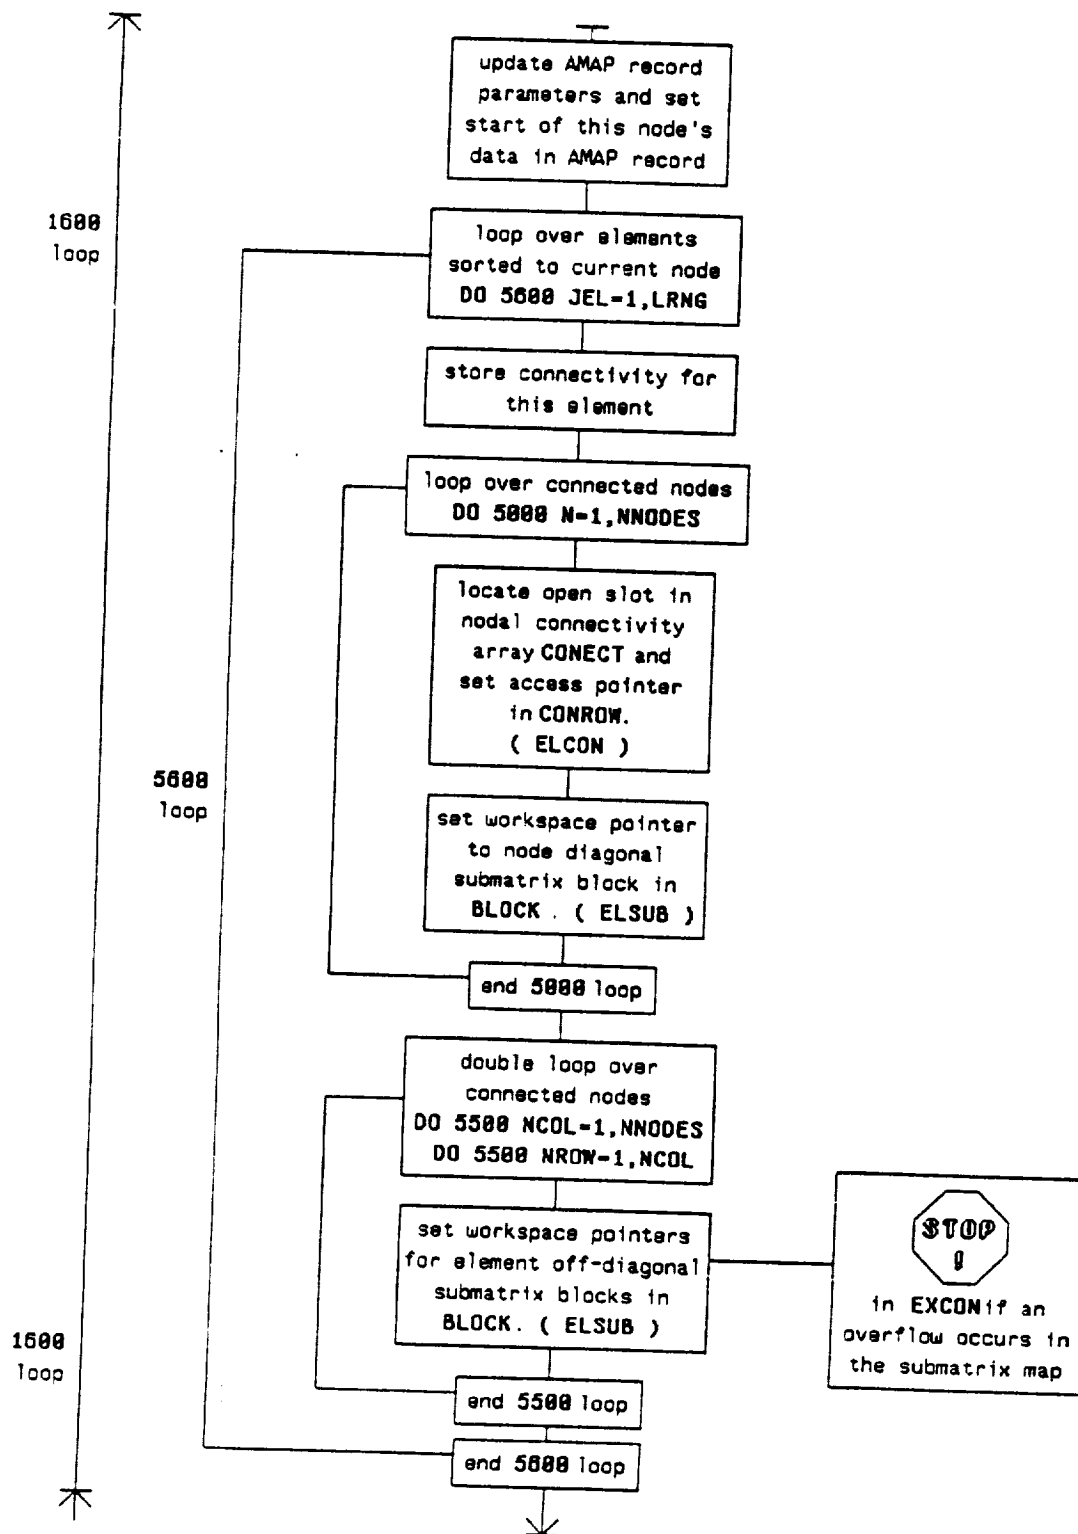 update AMAP record
parameters and set
start of this node's
data in AMAP record
1600
loop
loop over elements
sorted to current node
DO 5600 JEL=1,LRNG
store connectivity for
this element
loop over connected nodes
DO 5000 N=1,NNODES
locate open slot in
nodal connectivity
array CONECT and
set access pointer
in CONROW.
( ELCON )
5600
loop
set workspace pointer
to node diagonal
submatrix block in
BLOCK. ( ELSUB )
end 5000 loop
double loop over
connected nodes
DO 5500 NCOL=1,NNODES
DO 5500 NROW=1,NCOL
set workspace pointers
for element off-diagonal
submatrix blocks in
BLOCK. ( ELSUB )
STOP
!
in EXCON if an
overflow occurs in
the submatrix map
1600
loop
end 5500 loop
end 5600 loop